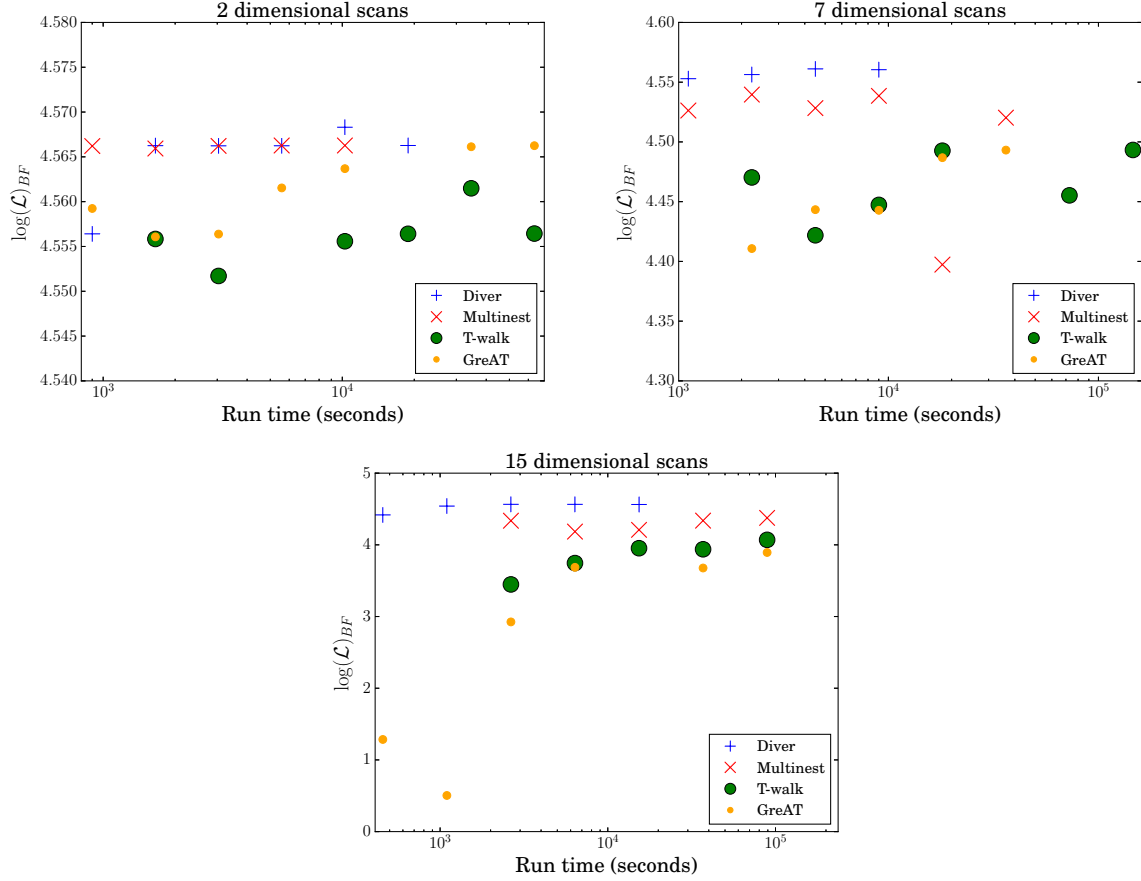 2 dimensional scans
4.580
4.575
4.570
4.565
4.560
4.555
4.550
4.545
4.540
log(ℒ)_{BF}
10³
10⁴
Run time (seconds)
Diver
Multinest
T-walk
GreAT
7 dimensional scans
4.60
4.55
4.50
4.45
4.40
4.35
4.30
log(ℒ)_{BF}
10³
10⁴
10⁵
Run time (seconds)
Diver
Multinest
T-walk
GreAT
15 dimensional scans
5
4
3
2
1
0
log(ℒ)_{BF}
10³
10⁴
10⁵
Run time (seconds)
Diver
Multinest
T-walk
GreAT